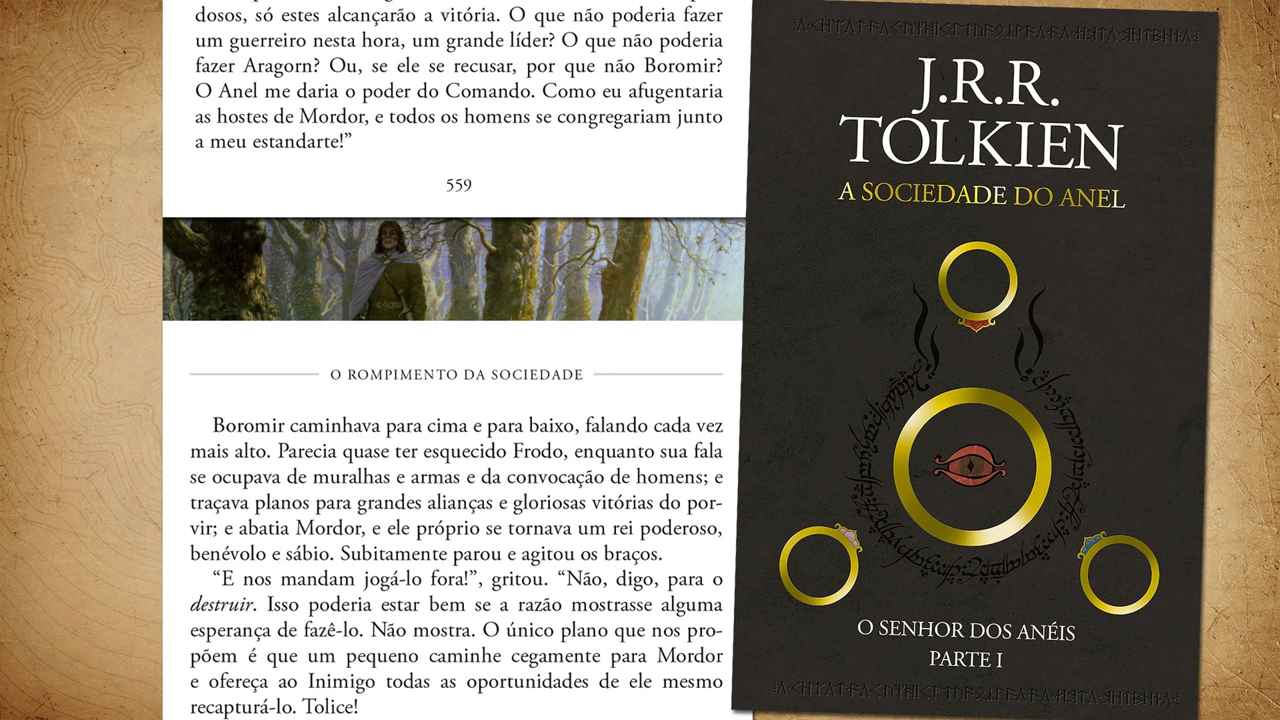 dosos, só estes alcançarão a vitória. O que não poderia fazer
um guerreiro nesta hora, um grande líder? O que não poderia
fazer Aragorn? Ou, se ele se recusar, por que não Boromir?
O Anel me daria o poder do Comando. Como eu afugentaria
as hostes de Mordor, e todos os homens se congregariam junto
a meu estandarte!”
559
O ROMPIMENTO DA SOCIEDADE
Boromir caminhava para cima e para baixo, falando cada vez
mais alto. Parecia quase ter esquecido Frodo, enquanto sua fala
se ocupava de muralhas e armas e da convocação de homens; e
traçava planos para grandes alianças e gloriosas vitórias do por-
vir; e abatia Mordor, e ele próprio se tornava um rei poderoso,
benévolo e sábio. Subitamente parou e agitou os braços.
“E nos mandam jogá-lo fora!”, gritou. “Não, digo, para o
destruir. Isso poderia estar bem se a razão mostrasse alguma
esperança de fazê-lo. Não mostra. O único plano que nos pro-
põem é que um pequeno caminhe cegamente para Mordor
e ofereça ao Inimigo todas as oportunidades de ele mesmo
recapturá-lo. Tolice!
J.R.R.
TOLKIEN
A SOCIEDADE DO ANEL
O SENHOR DOS ANÉIS
PARTE I